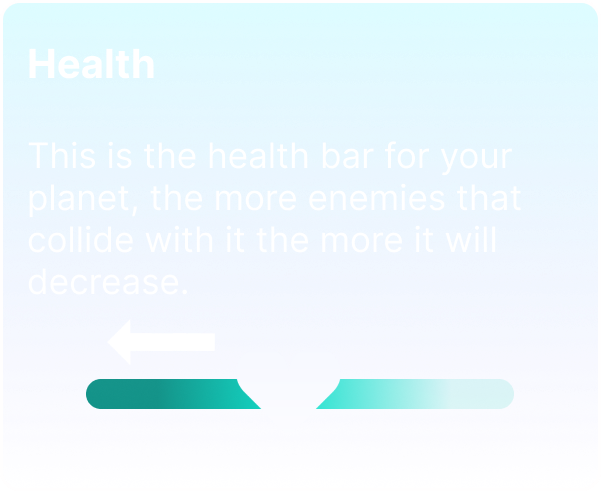 Health
This is the health bar for your
planet, the more enemies that
collide with it the more it will
decrease.